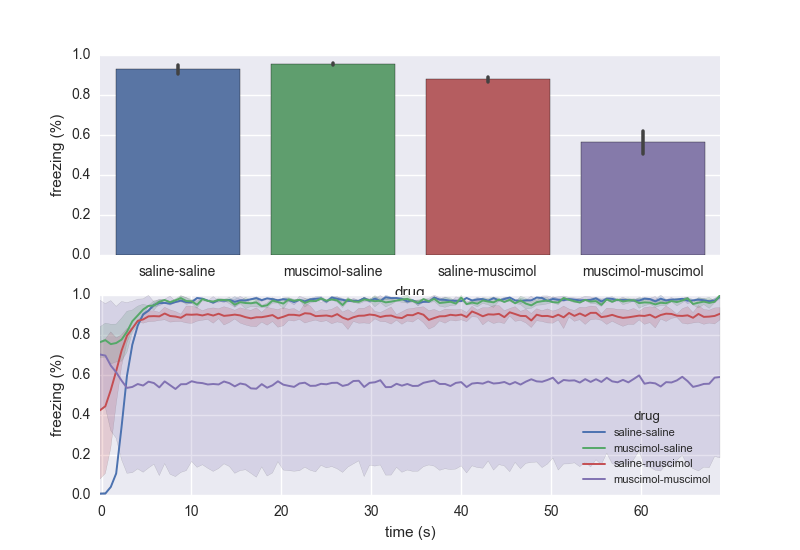 1.0
0.8
0.6
0.4
0.2
0.0
freezing (%)
saline-saline muscimol-saline saline-muscimol muscimol-muscimol
drug
1.0
0.8
0.6
0.4
0.2
0.0
freezing (%)
drug
saline-saline
muscimol-saline
saline-muscimol
muscimol-muscimol
0 10 20 30 40 50 60
time (s)